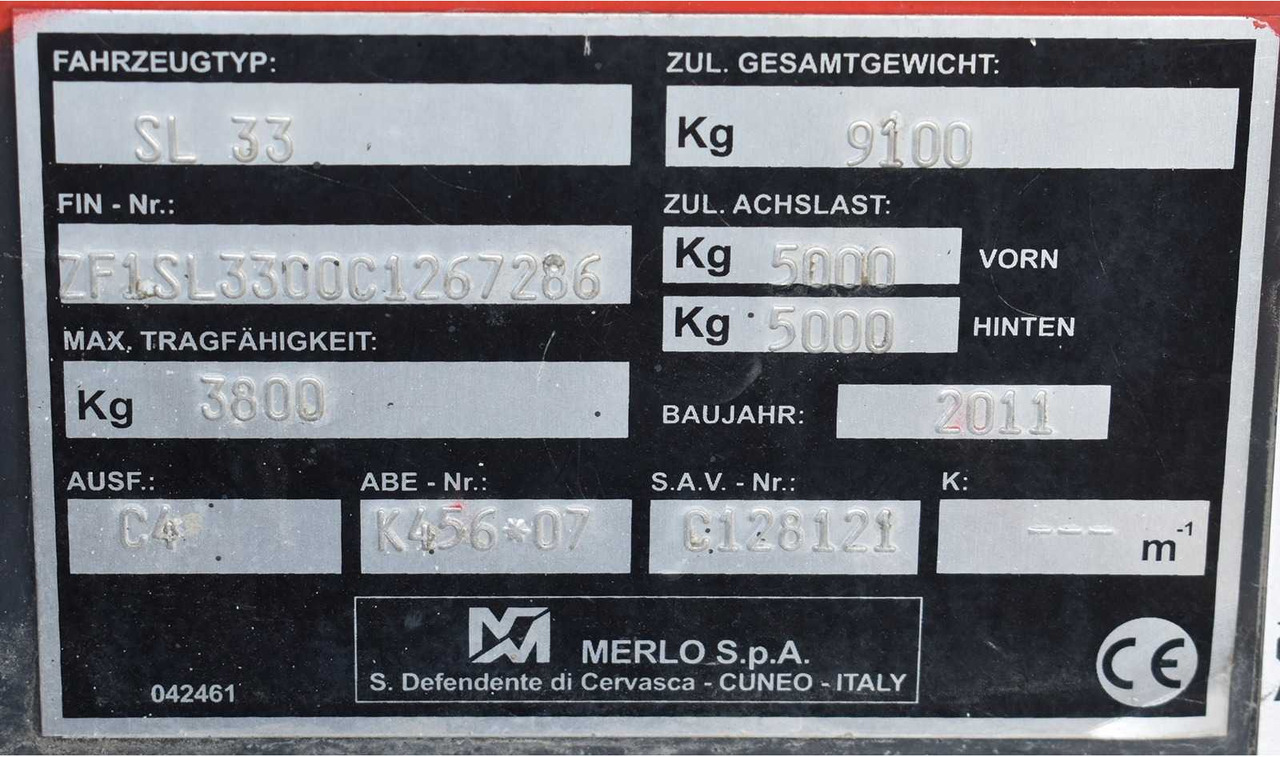 FAHRZEUGTYP:
SL 33
FIN - Nr.:
ZF1SL3300C1267286
MAX. TRAGFÄHIGKEIT:
Kg 3800
ZUL. GESAMTGEWICHT:
Kg 9100
ZUL. ACHSLAST:
Kg 5000 VORN
Kg 5000 HINTEN
BAUJAHR: 2011
AUSF.: ABE - Nr.: S.A.V. - Nr.: K:
C4 K456*07 C128121 --- m-1
MERLO S.p.A.
S. Defendente di Cervasca - CUNEO - ITALY
042461
CE